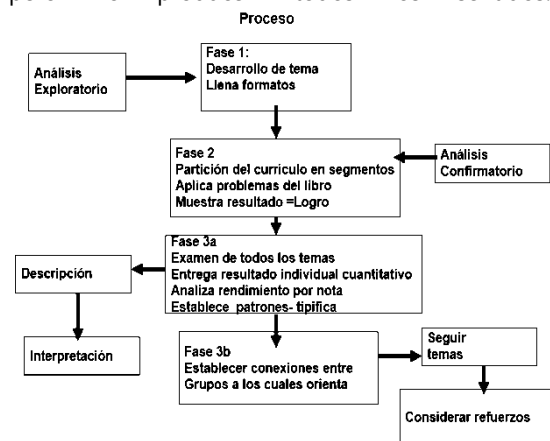 Proceso
Fase 1:
Desarrollo de tema
Llena formatos
Análisis
Exploratorio
Fase 2
Partición del currículo en segmentos
Aplica problemas del libro
Muestra resultado =Logro
Análisis
Confirmatorio
Fase 3a
Examen de todos los temas
Entrega resultado individual cuantitativo
Analiza rendimiento por nota
Establece patrones- tipifica
Descripción
Interpretación
Fase 3b
Establecer conexiones entre
Grupos a los cuales orienta
Seguir
temas
Considerar refuerzos